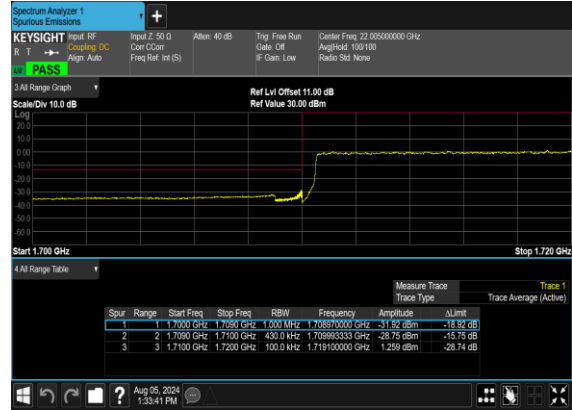 Spectrum Analyzer 1
Spurious Emissions
KEYSIGHT Input: RF Input Z: 50 Ω Atten: 40 dB Trig: Free Run Center Freq: 22.005000000 GHz
R T Coupling: DC Corr CCorr Gate: Off Avg|Hold: 100/100
Align: Auto Freq Ref: Int (S) IF Gain: Low Radio Std: None
LM PASS
3 All Range Graph
Ref Lvl Offset 11.00 dB
Scale/Div 10.0 dB Ref Value 30.00 dBm
Log
20.0
10.0
0.00
-10.0
-20.0
-30.0
-40.0
-50.0
-60.0
Start 1.700 GHz Stop 1.720 GHz
4 All Range Table
Measure Trace Trace 1
Trace Type Trace Average (Active)
Spur Range Start Freq Stop Freq RBW Frequency Amplitude ΔLimit
1 1 1.7000 GHz 1.7090 GHz 1.000 MHz 1.708970000 GHz -31.92 dBm -18.92 dB
2 2 1.7090 GHz 1.7100 GHz 430.0 kHz 1.709993333 GHz -28.75 dBm -15.75 dB
3 3 1.7100 GHz 1.7200 GHz 100.0 kHz 1.719100000 GHz 1.259 dBm -28.74 dB
Aug 05, 2024
1:33:41 PM